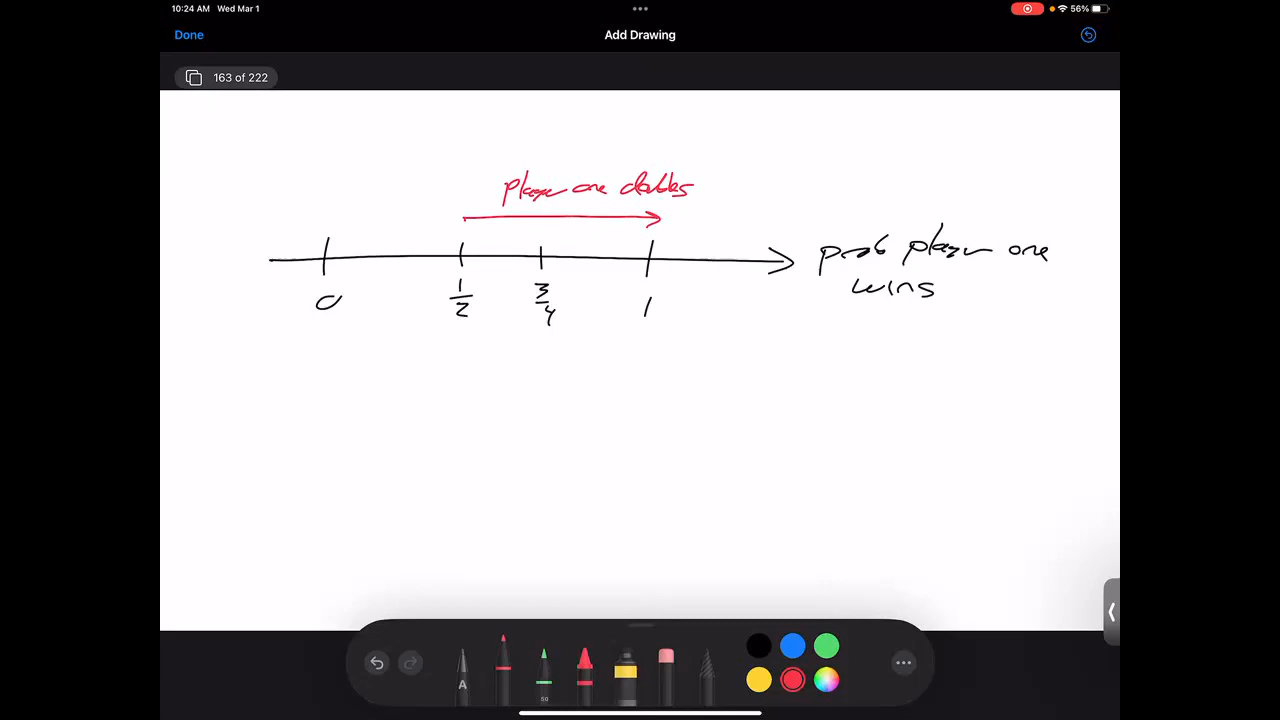 10:24 AM Wed Mar 1
56%
Done
Add Drawing
163 of 222
player one doubles
prob player one
wins
0
1/2
3/4
1
A
50